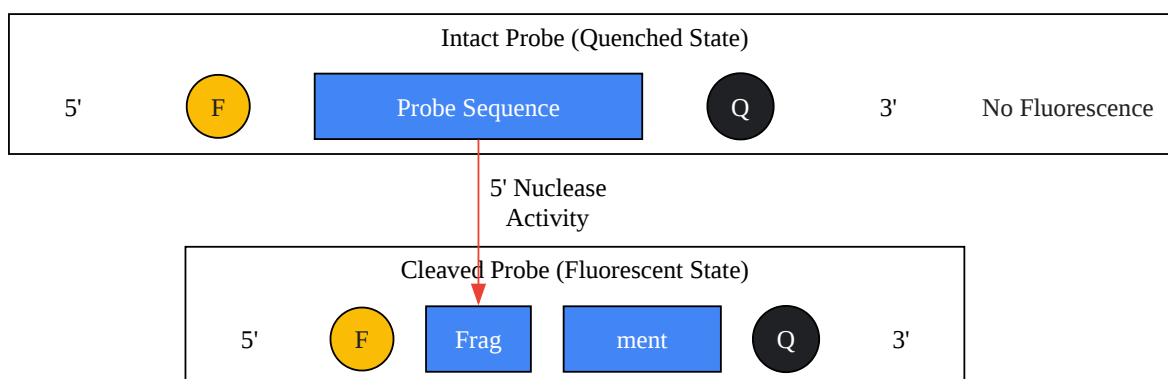 Intact Probe (Quenched State)
5' F Probe Sequence Q 3' No Fluorescence
5' Nuclease
Activity
Cleaved Probe (Fluorescent State)
5' F Frag ment Q 3'